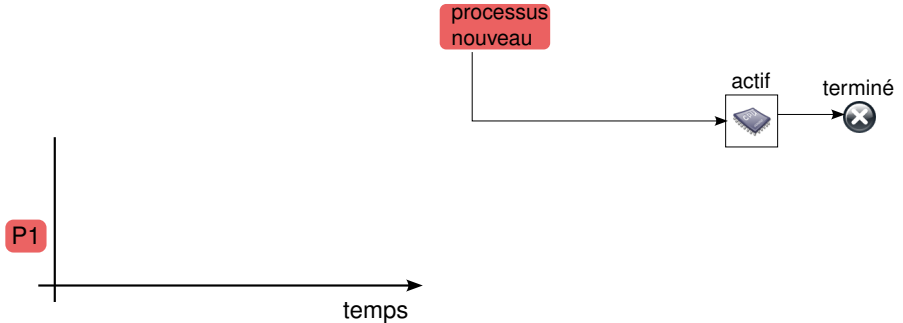 processus
nouveau
actif
terminé
P1
temps